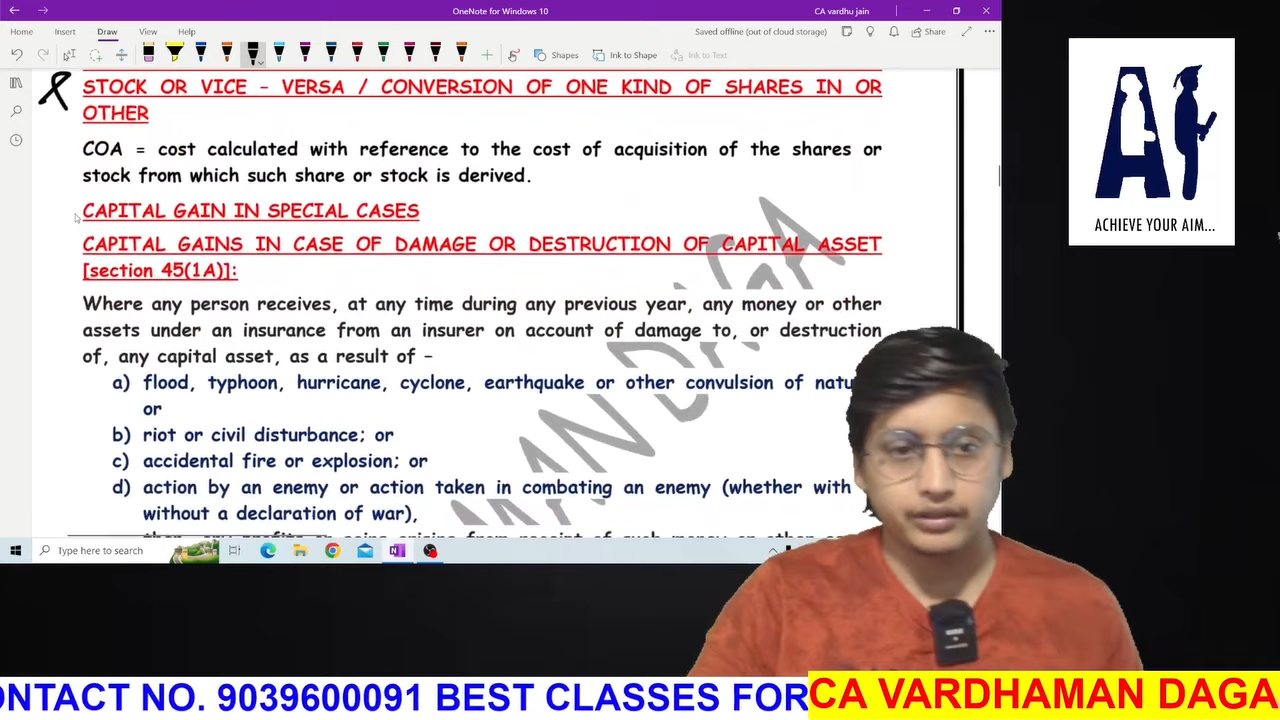 OneNote for Windows 10
CA vardhu jain
Home Insert Draw View Help
Saved offline (out of cloud storage)
Share
Shapes
Ink to Shape
Ink to Text
STOCK OR VICE – VERSA / CONVERSION OF ONE KIND OF SHARES IN OR
OTHER
COA = cost calculated with reference to the cost of acquisition of the shares or
stock from which such share or stock is derived.
CAPITAL GAIN IN SPECIAL CASES
CAPITAL GAINS IN CASE OF DAMAGE OR DESTRUCTION OF CAPITAL ASSET
[section 45(1A)]:
Where any person receives, at any time during any previous year, any money or other
assets under an insurance from an insurer on account of damage to, or destruction
of, any capital asset, as a result of –
a) flood, typhoon, hurricane, cyclone, earthquake or other convulsion of
or
b) riot or civil disturbance; or
c) accidental fire or explosion; or
d) action by an enemy or action taken in combating an enemy (whether with
without a declaration of war),
Type here to search
AI
ACHIEVE YOUR AIM...
ONTACT NO. 9039600091 BEST CLASSES FOR
CA VARDHAMAN DAGA